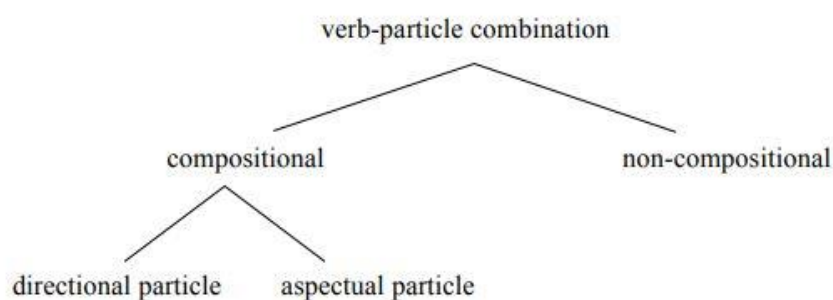 verb-particle combination
compositional
non-compositional
directional particle
aspectual particle